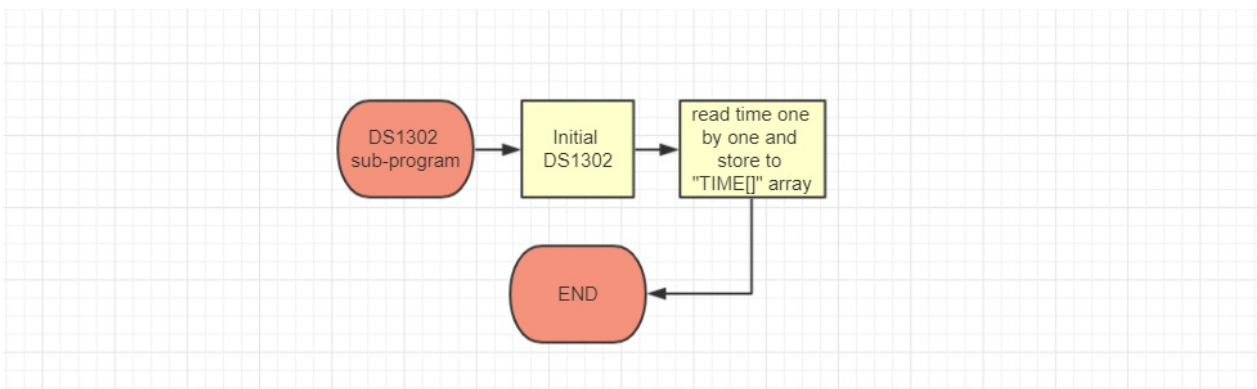 DS1302
sub-program
Initial
DS1302
read time one
by one and
store to
"TIME[]" array
END